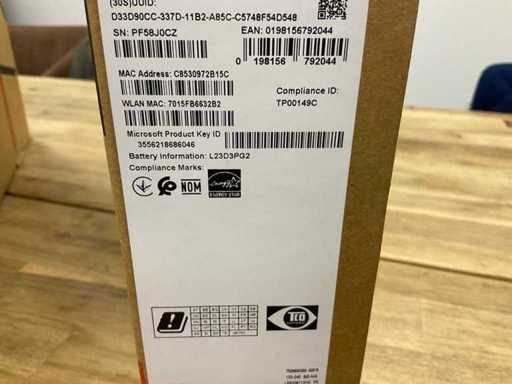 (30S)UUID:
D33D90CC-337D-11B2-A85C-C5748F54D548
SN: PF58J0CZ
EAN: 0198156792044
0 198156 792044
MAC Address: C8530972B15C
Compliance ID:
TP00149C
WLAN MAC: 7015FB6632B2
Microsoft Product Key ID
3556218686046
Battery Information: L23D3PG2
Compliance Marks:
NOM
ENERGY STAR
TCO